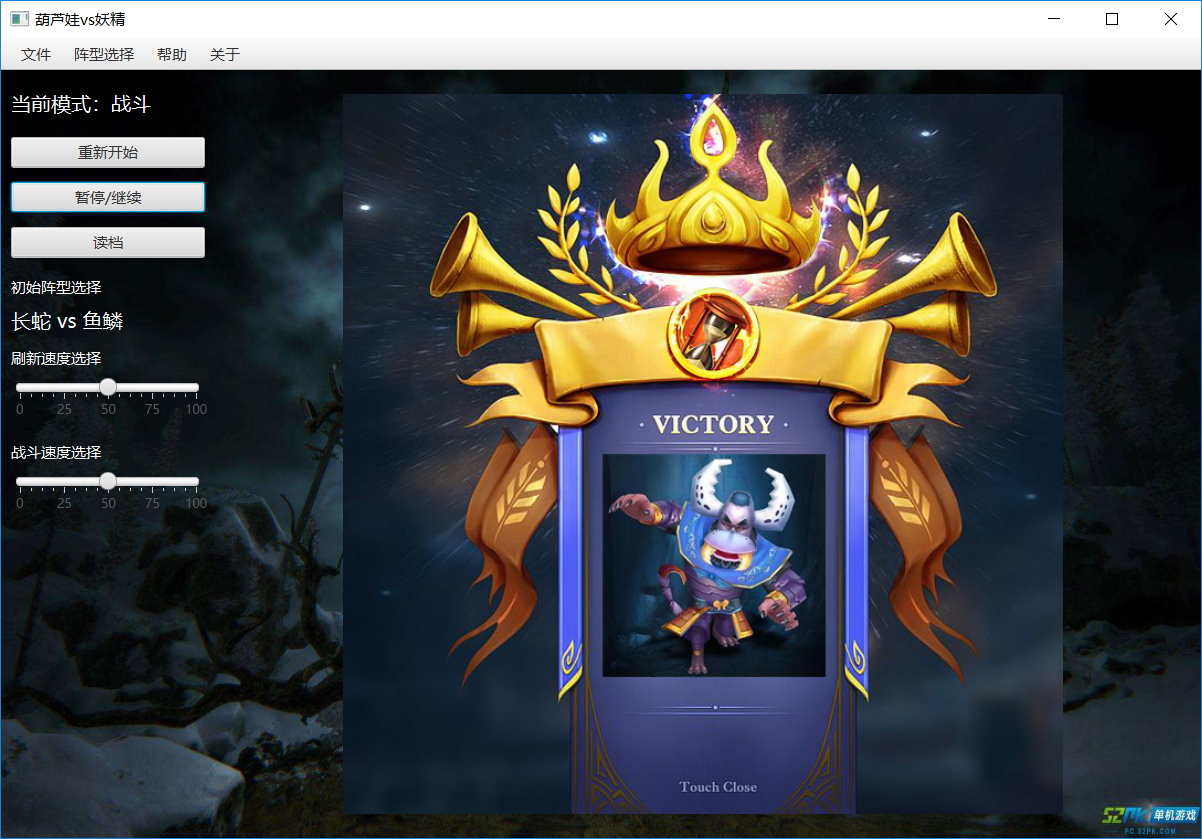 葫芦娃vs妖精
文件 阵型选择 帮助 关于
当前模式：战斗
重新开始
暂停/继续
读档
初始阵型选择
长蛇 vs 鱼鳞
刷新速度选择
0 25 50 75 100
战斗速度选择
0 25 50 75 100
· VICTORY ·
Touch Close
52PK 单机游戏
PC.52PK.COM